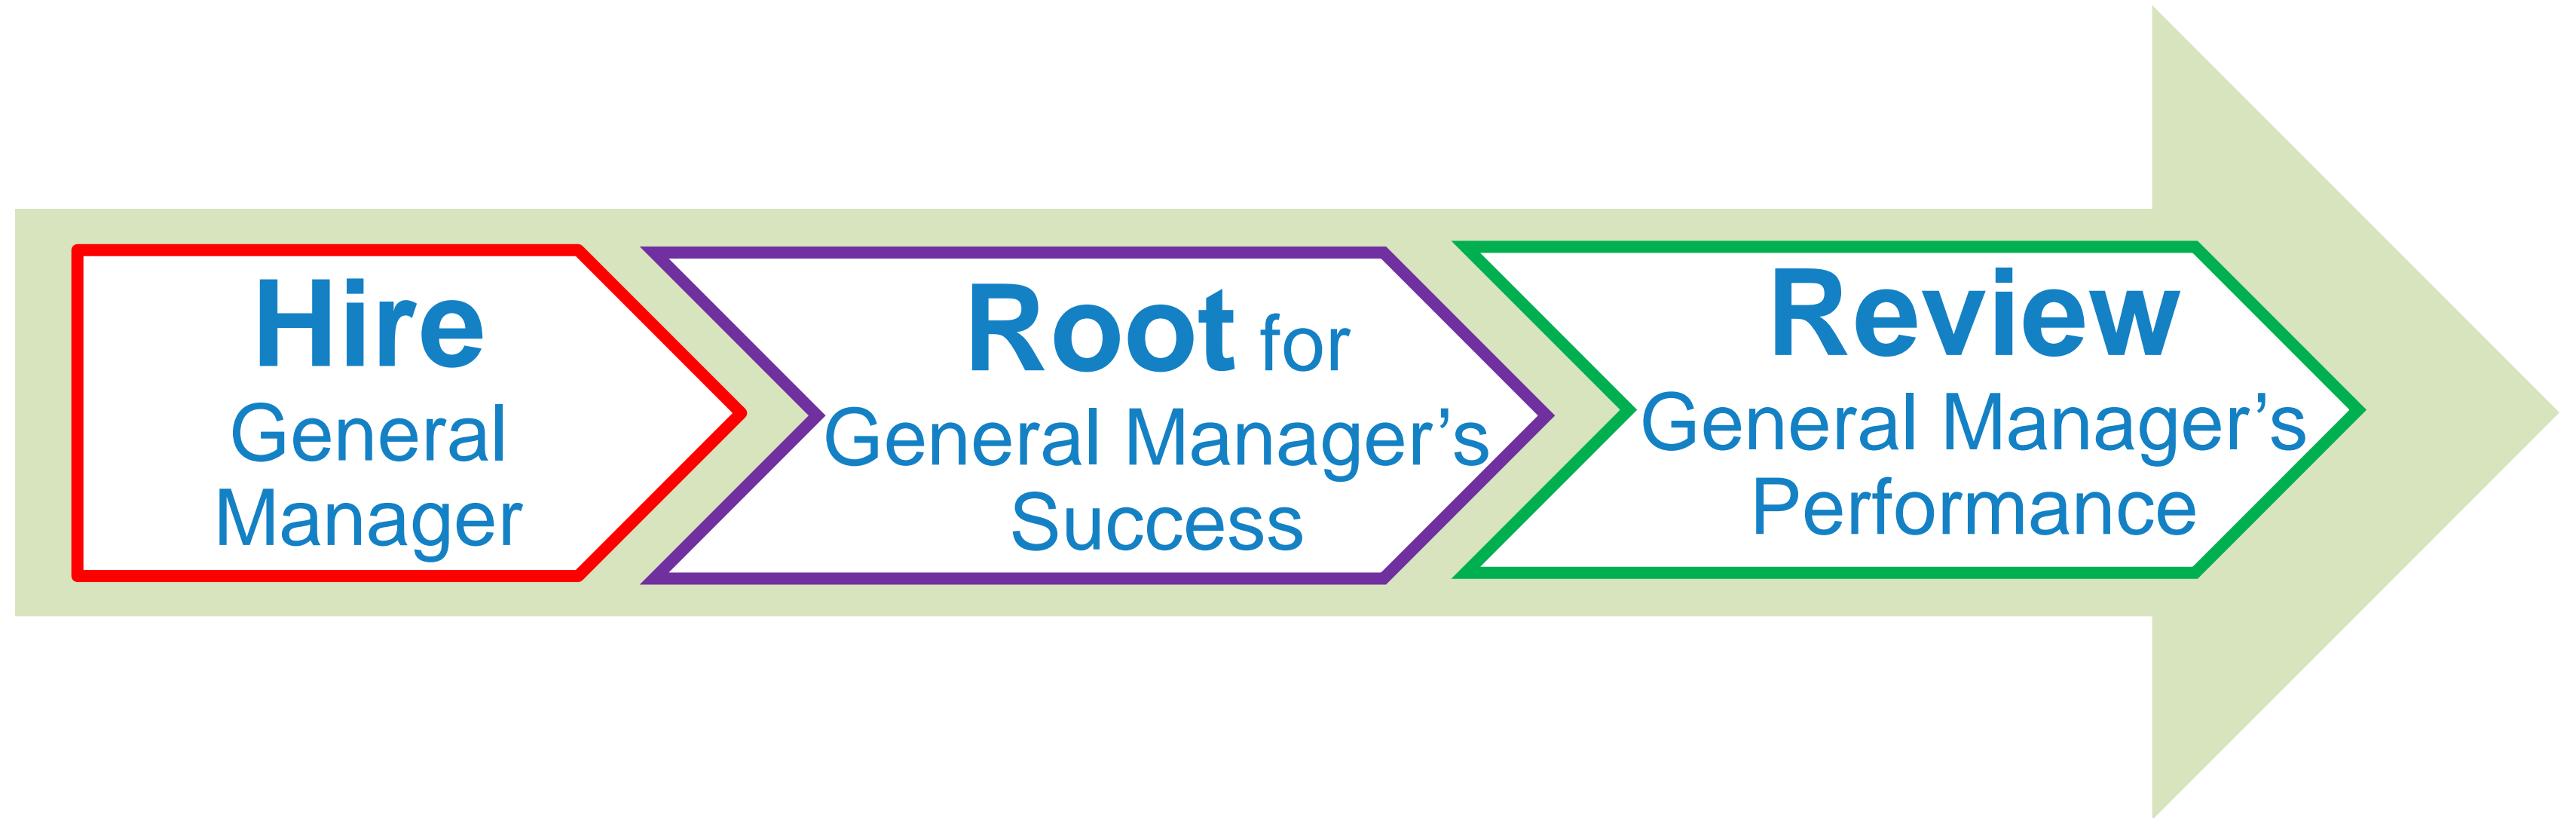 Hire
General
Manager
Root for
General Manager’s
Success
Review
General Manager’s
Performance